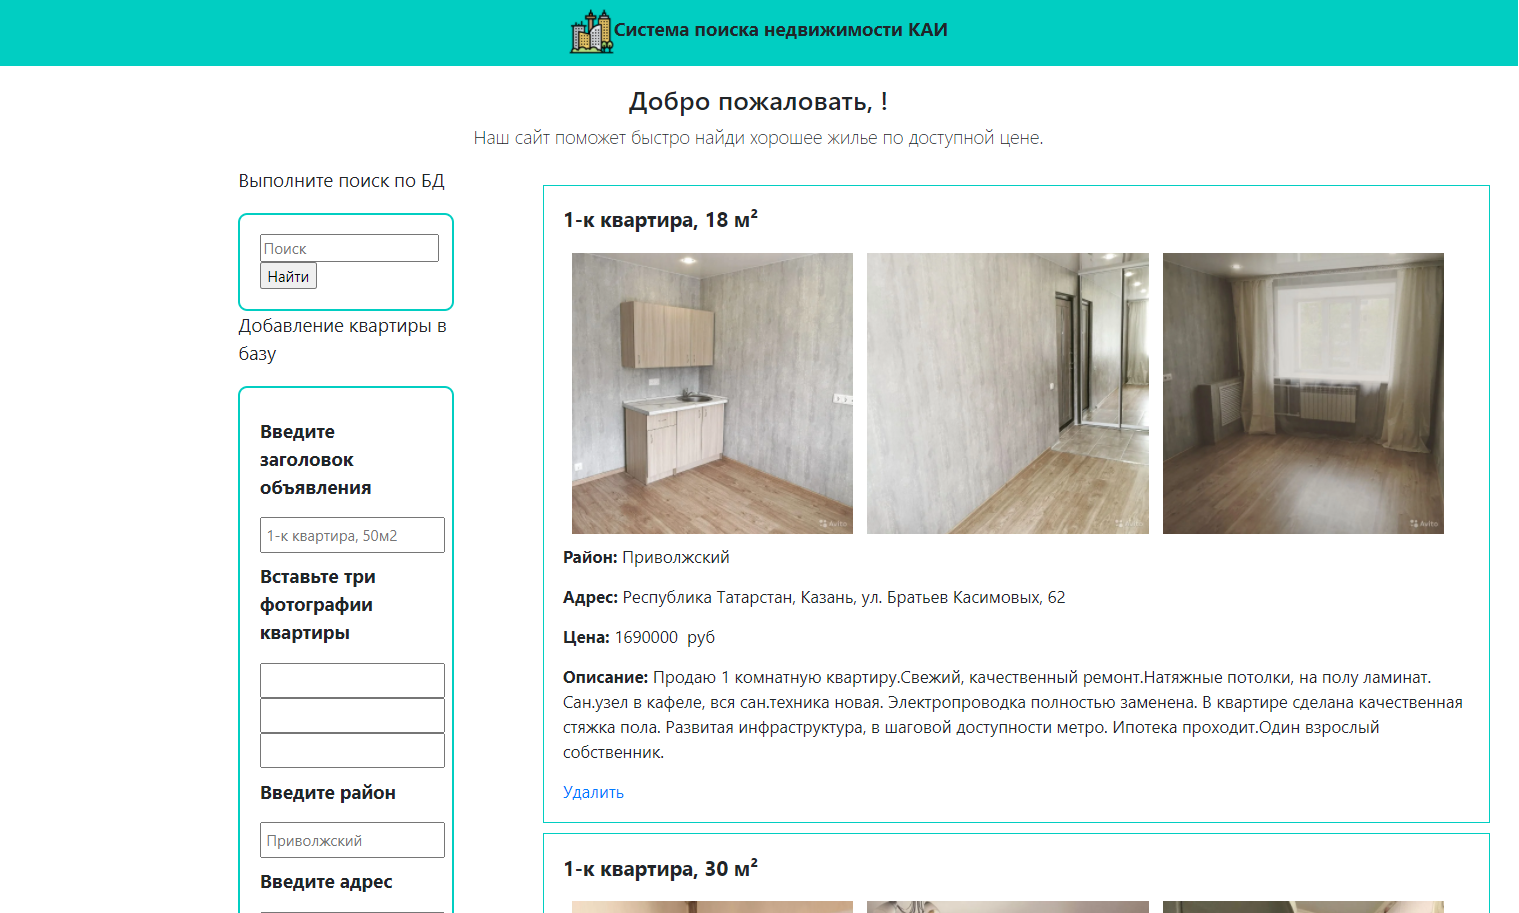 Система поиска недвижимости КАИ
Добро пожаловать, !
Наш сайт поможет быстро найди хорошее жилье по доступной цене.
Выполните поиск по БД
Поиск
Найти
Добавление квартиры в
базу
Введите
заголовок
объявления
1-к квартира, 50м2
Вставьте три
фотографии
квартиры
Введите район
Приволжский
Введите адрес
1-к квартира, 18 м²
Avito
Avito
Avito
Район: Приволжский
Адрес: Республика Татарстан, Казань, ул. Братьев Касимовых, 62
Цена: 1690000 руб
Описание: Продаю 1 комнатную квартиру.Свежий, качественный ремонт.Натяжные потолки, на полу ламинат.
Сан.узел в кафеле, вся сан.техника новая. Электропроводка полностью заменена. В квартире сделана качественная
стяжка пола. Развитая инфраструктура, в шаговой доступности метро. Ипотека проходит.Один взрослый
собственник.
Удалить
1-к квартира, 30 м²